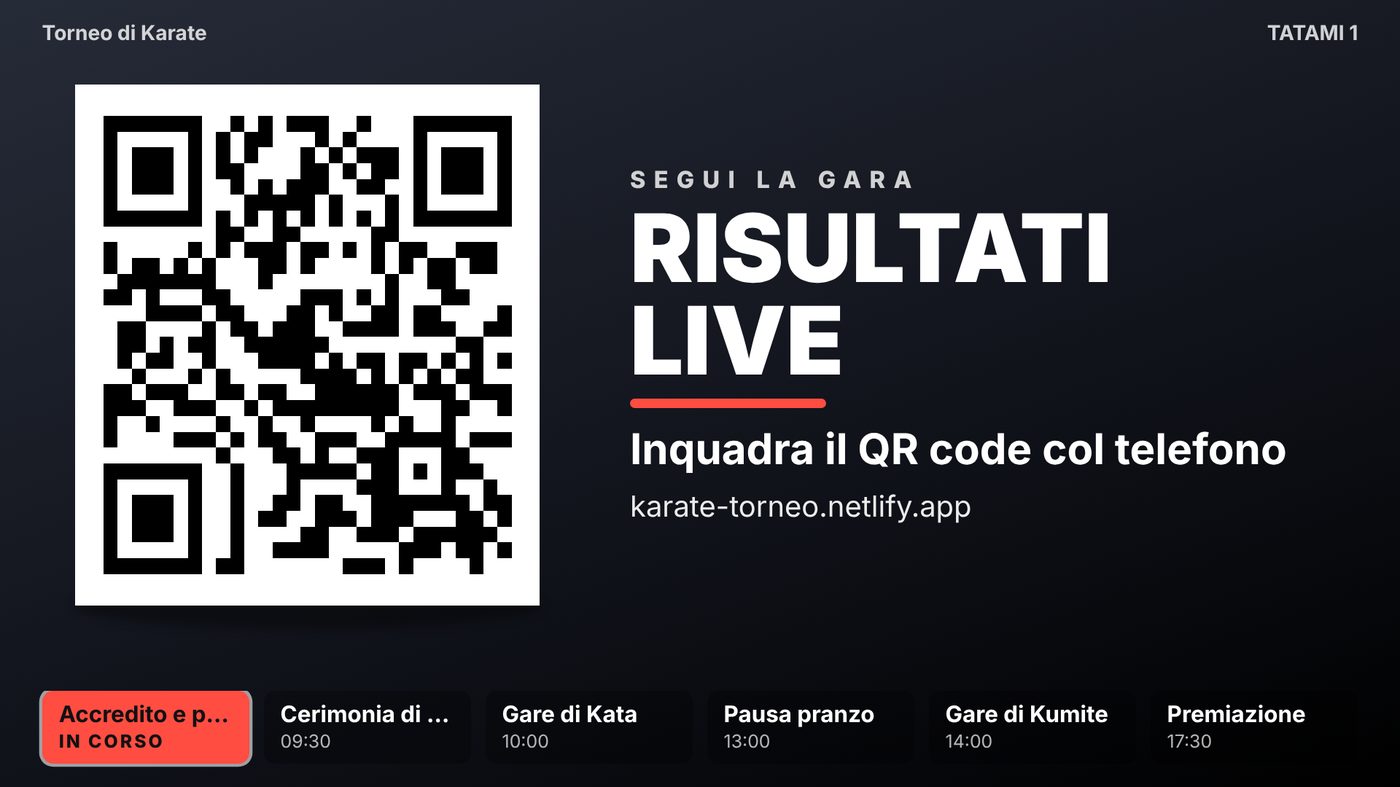 Torneo di Karate
TATAMI 1
SEGUI LA GARA
RISULTATI
LIVE
Inquadra il QR code col telefono
karate-torneo.netlify.app
Accredito e p...
IN CORSO
Cerimonia di ...
09:30
Gare di Kata
10:00
Pausa pranzo
13:00
Gare di Kumite
14:00
Premiazione
17:30